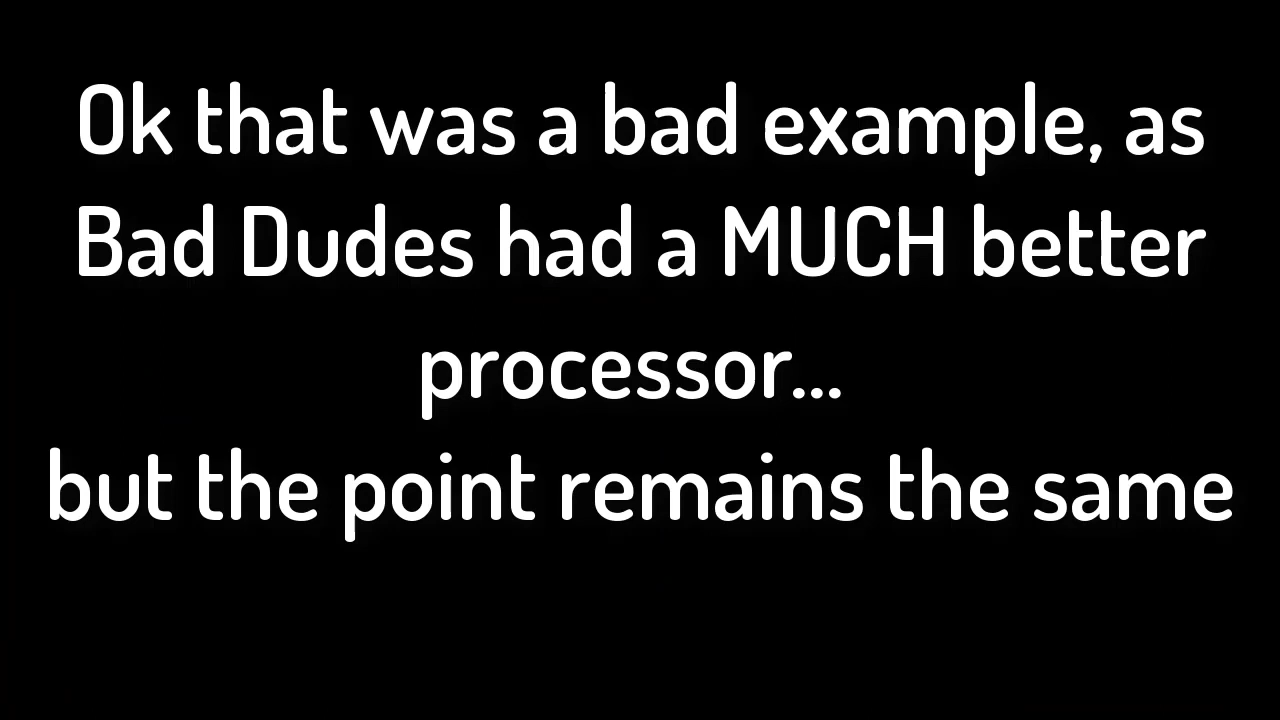 Ok that was a bad example, as
Bad Dudes had a MUCH better
processor...
but the point remains the same